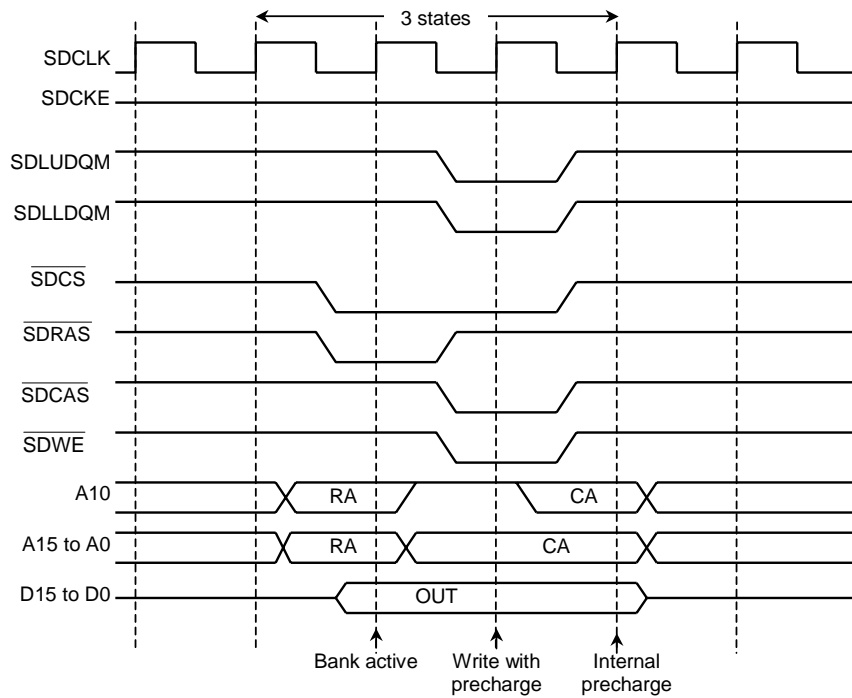 3 states
SDCLK
SDCKE
SDLUDQM
SDLLDQM
SDCS
SDRAS
SDCAS
SDWE
A10 RA CA
A15 to A0 RA CA
D15 to D0 OUT
Bank active Write with Internal
precharge precharge